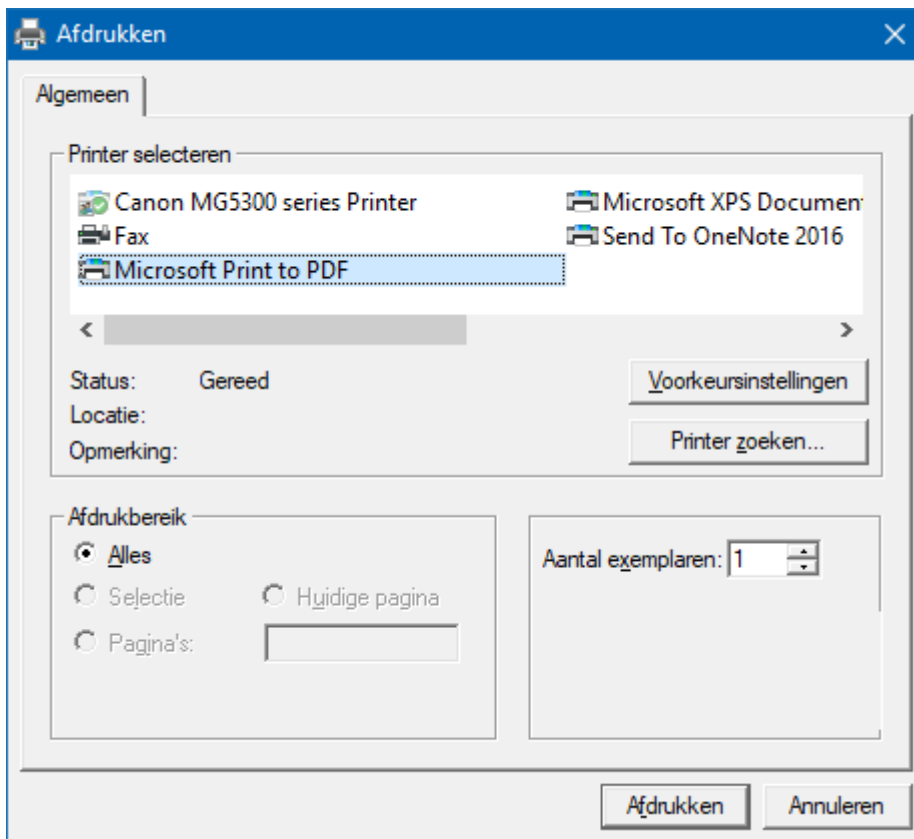 Afdrukken
Algemeen
Printer selecteren
Canon MG5300 series Printer
Fax
Microsoft Print to PDF
Microsoft XPS Documen
Send To OneNote 2016
Status: Gereed
Locatie:
Opmerking:
Voorkeursinstellingen
Printer zoeken...
Afdrukbereik
Alles
Selectie
Huidige pagina
Pagina's:
Aantal exemplaren: 1
Afdrukken
Annuleren